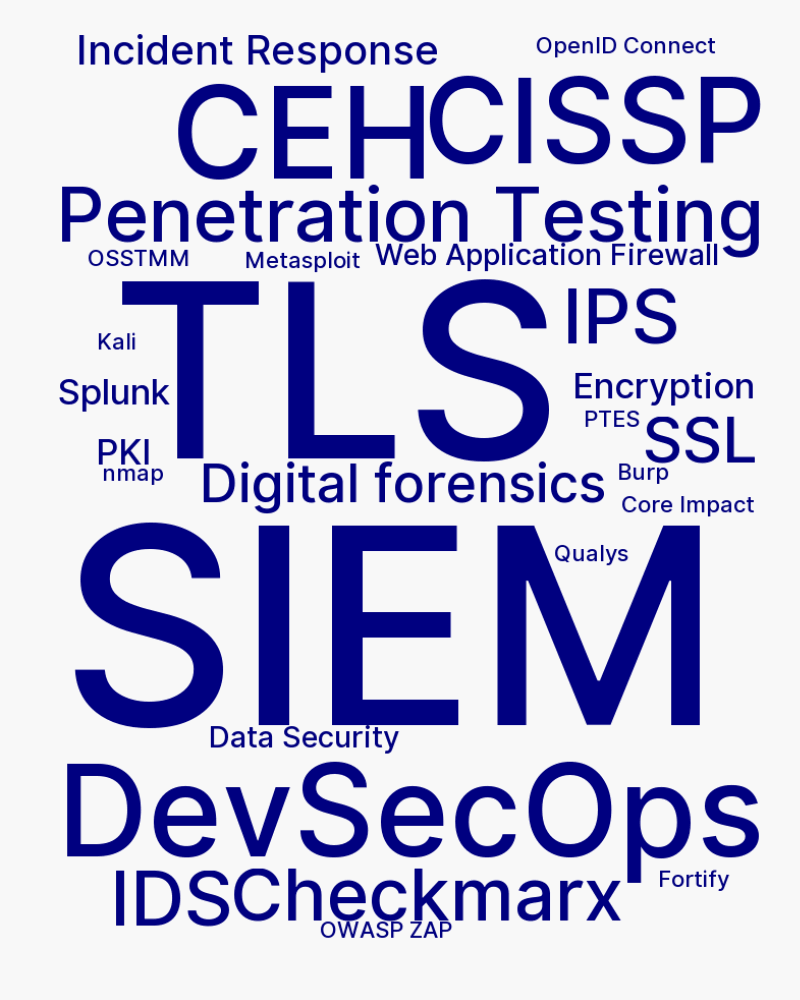 Incident Response
OpenID Connect
CEH
CISSP
Penetration Testing
OSSTMM
Metasploit
Web Application Firewall
TLS
IPS
Kali
Splunk
Encryption
PTES
SSL
PKI
nmap
Digital forensics
Burp
Core Impact
SIEM
Qualys
Data Security
DevSecOps
IDS
Checkmarx
Fortify
OWASP ZAP